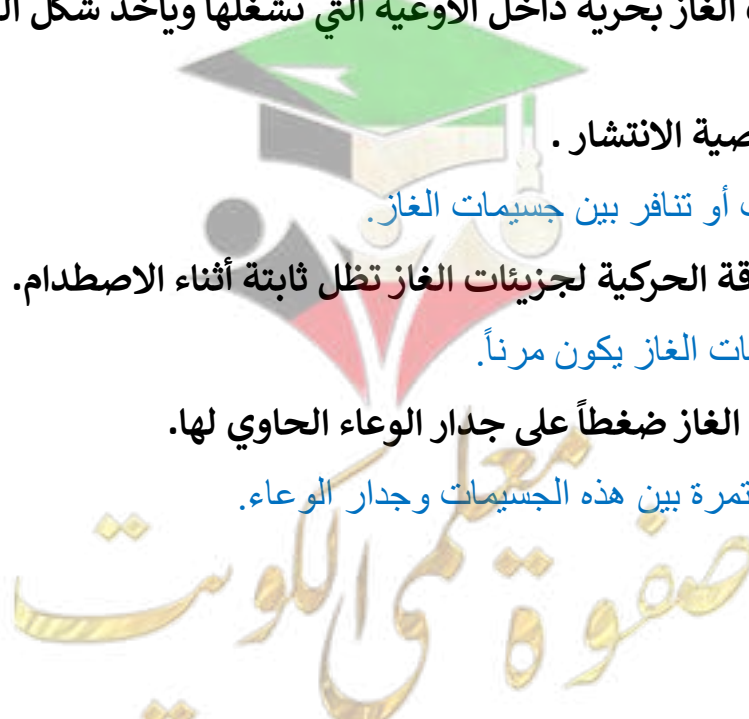 الغاز بحرية داخل الأوعية التي تشغلها ويأخذ شكل
صية الانتشار .
أو تنافر بين جسيمات الغاز.
قة الحركية لجزيئات الغاز تظل ثابتة أثناء الاصطدام.
ات الغاز يكون مرناً.
الغاز ضغطاً على جدار الوعاء الحاوي لها.
تمرة بين هذه الجسيمات وجدار الوعاء.
صفوة معلمى الكويت